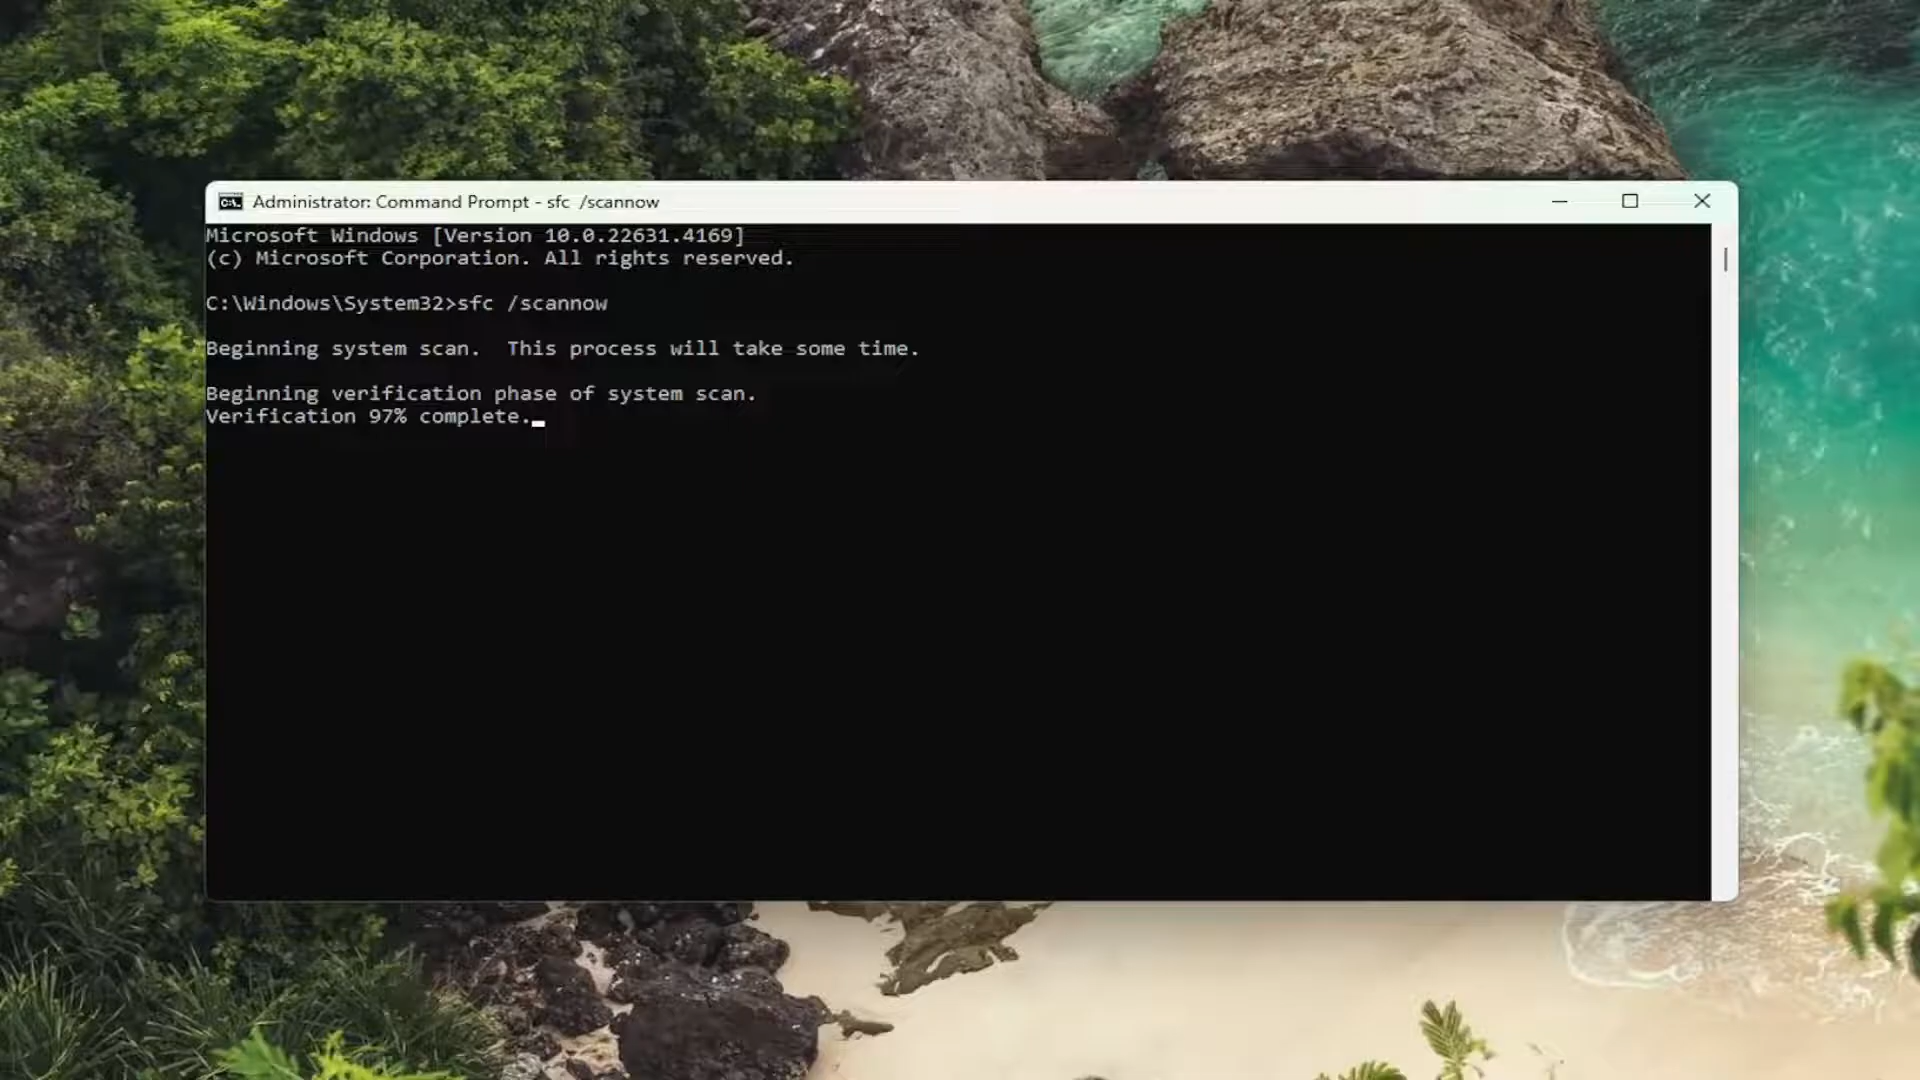 Administrator: Command Prompt - sfc  /scannow
Microsoft Windows [Version 10.0.22631.4169]
(c) Microsoft Corporation. All rights reserved.
C:\Windows\System32>sfc /scannow
Beginning system scan.  This process will take some time.
Beginning verification phase of system scan.
Verification 97% complete.